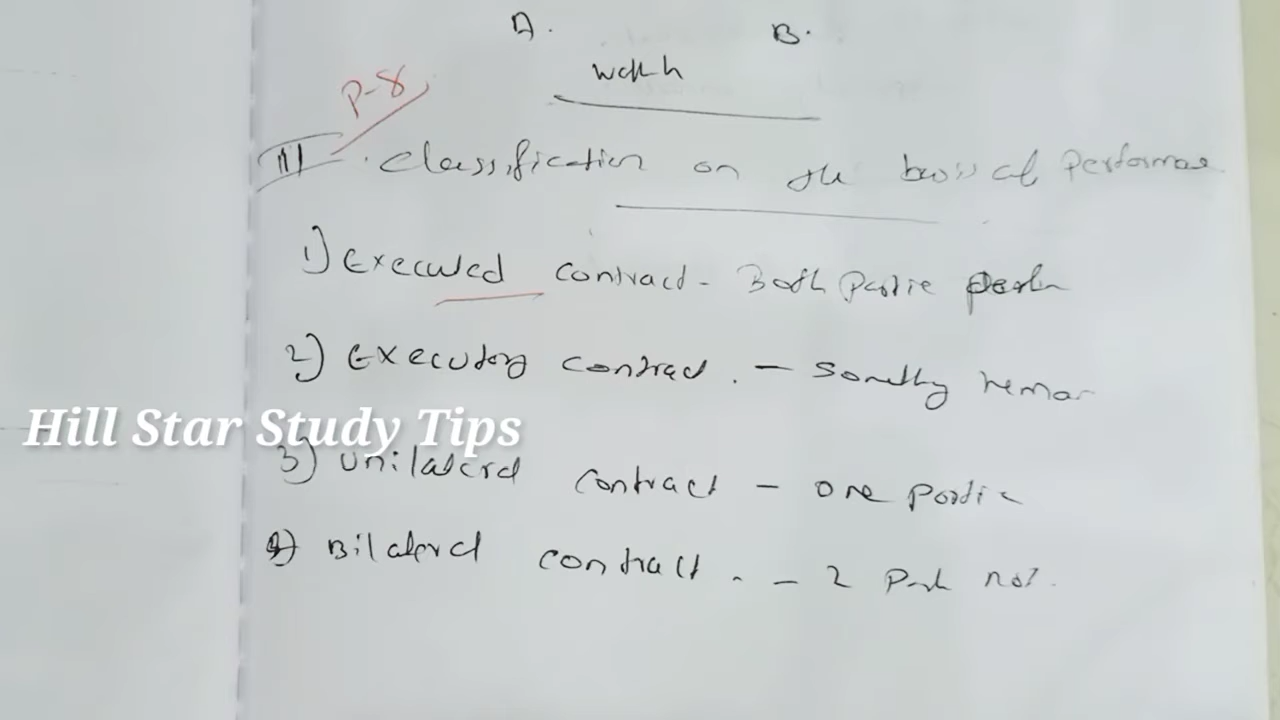 A. B.
watch
P-8
III. classification on the basis of Performance
1) Executed contract - Both Partie perform
2) Executory contract. - Something remain
Hill Star Study Tips
3) unilateral contract - one partie
4) Bilateral contract. - 2 not.